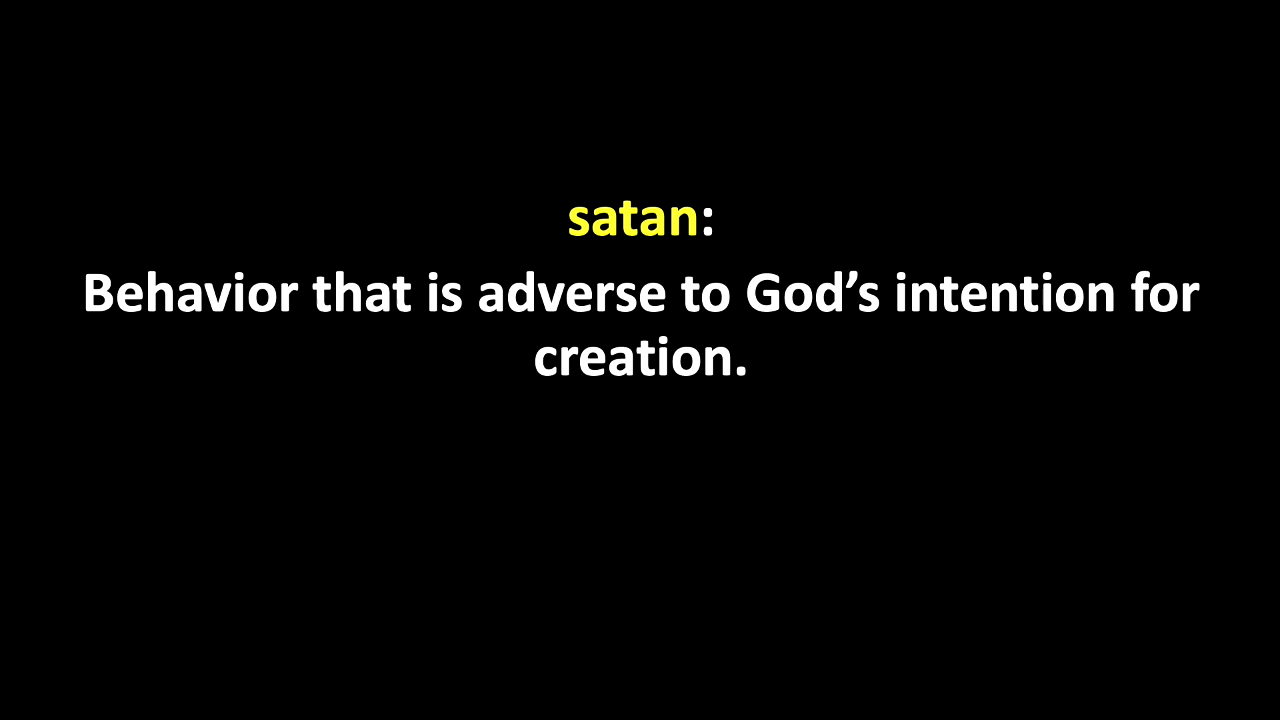 satan:
Behavior that is adverse to God’s intention for
creation.